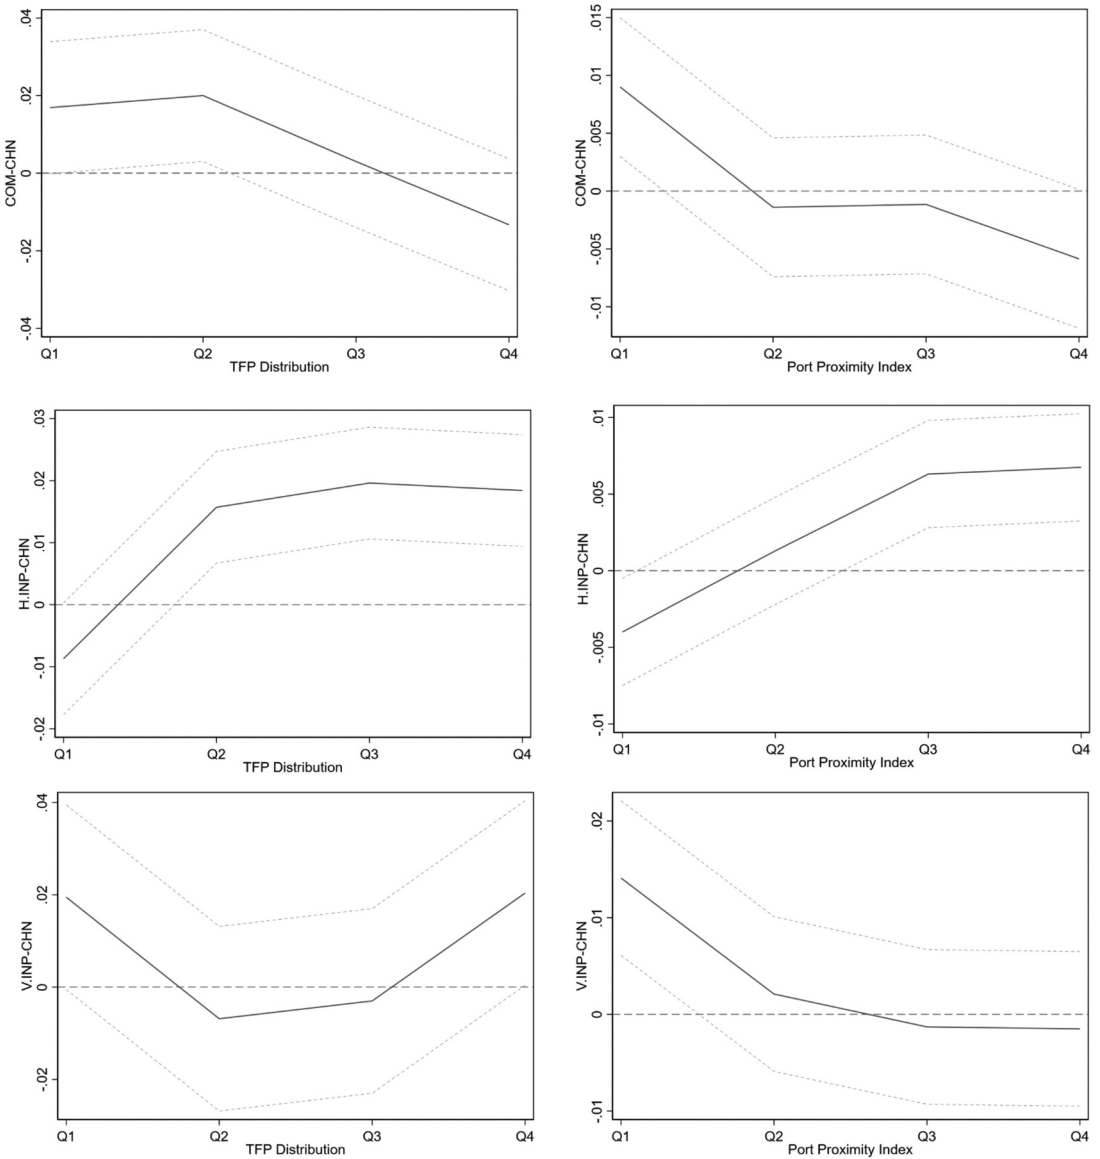 .04
.02
0
-.02
-.04
COM-CHN
Q1 Q2 Q3 Q4
TFP Distribution
.015
.01
.005
0
-.005
-.01
COM-CHN
Q1 Q2 Q3 Q4
Port Proximity Index
.03
.02
.01
0
-.01
-.02
H.INP-CHN
Q1 Q2 Q3 Q4
TFP Distribution
.01
.005
0
-.005
-.01
H.INP-CHN
Q1 Q2 Q3 Q4
Port Proximity Index
.04
.02
0
-.02
V.INP-CHN
Q1 Q2 Q3 Q4
TFP Distribution
.02
.01
0
-.01
V.INP-CHN
Q1 Q2 Q3 Q4
Port Proximity Index